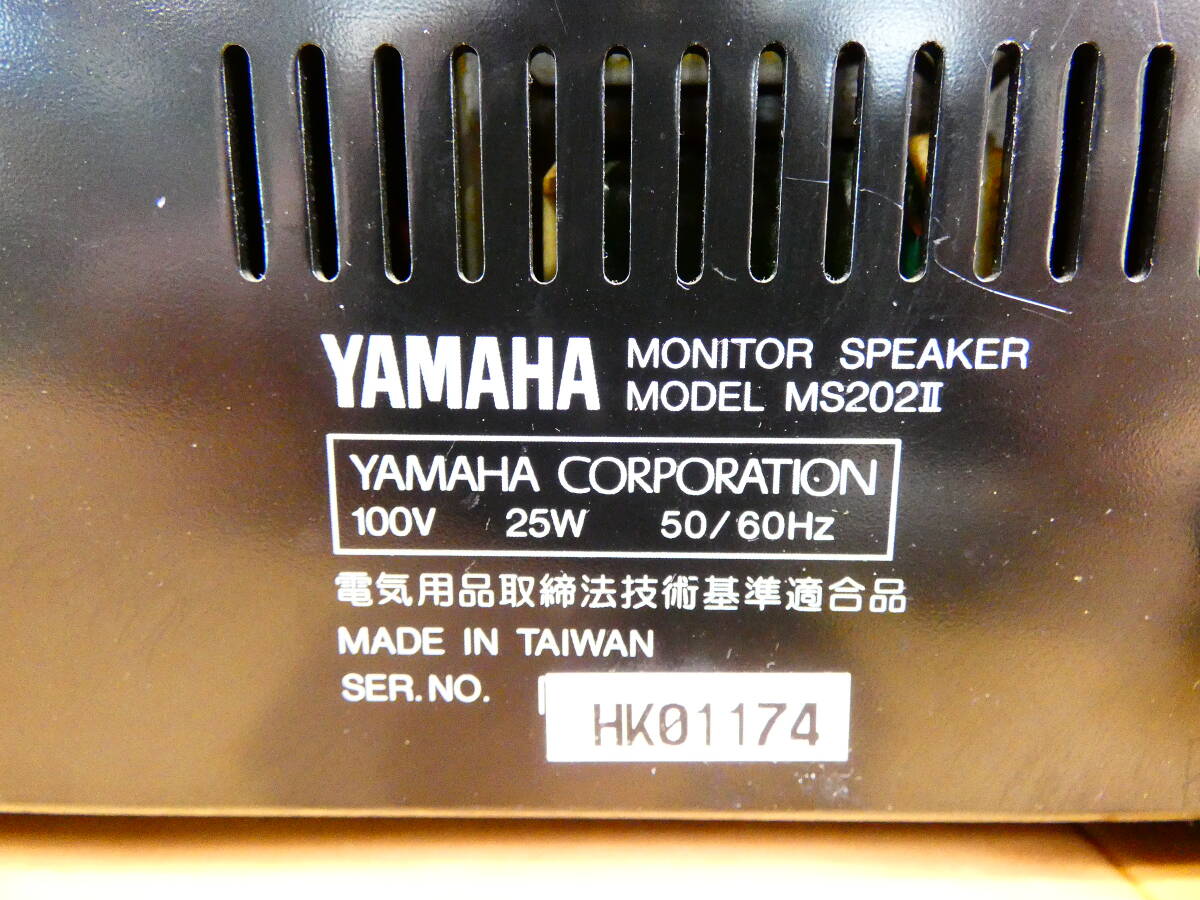 YAMAHA MONITOR SPEAKER
MODEL MS202II
YAMAHA CORPORATION
100V 25W 50/60Hz
電気用品取締法技術基準適合品
MADE IN TAIWAN
SER.NO. HK01174